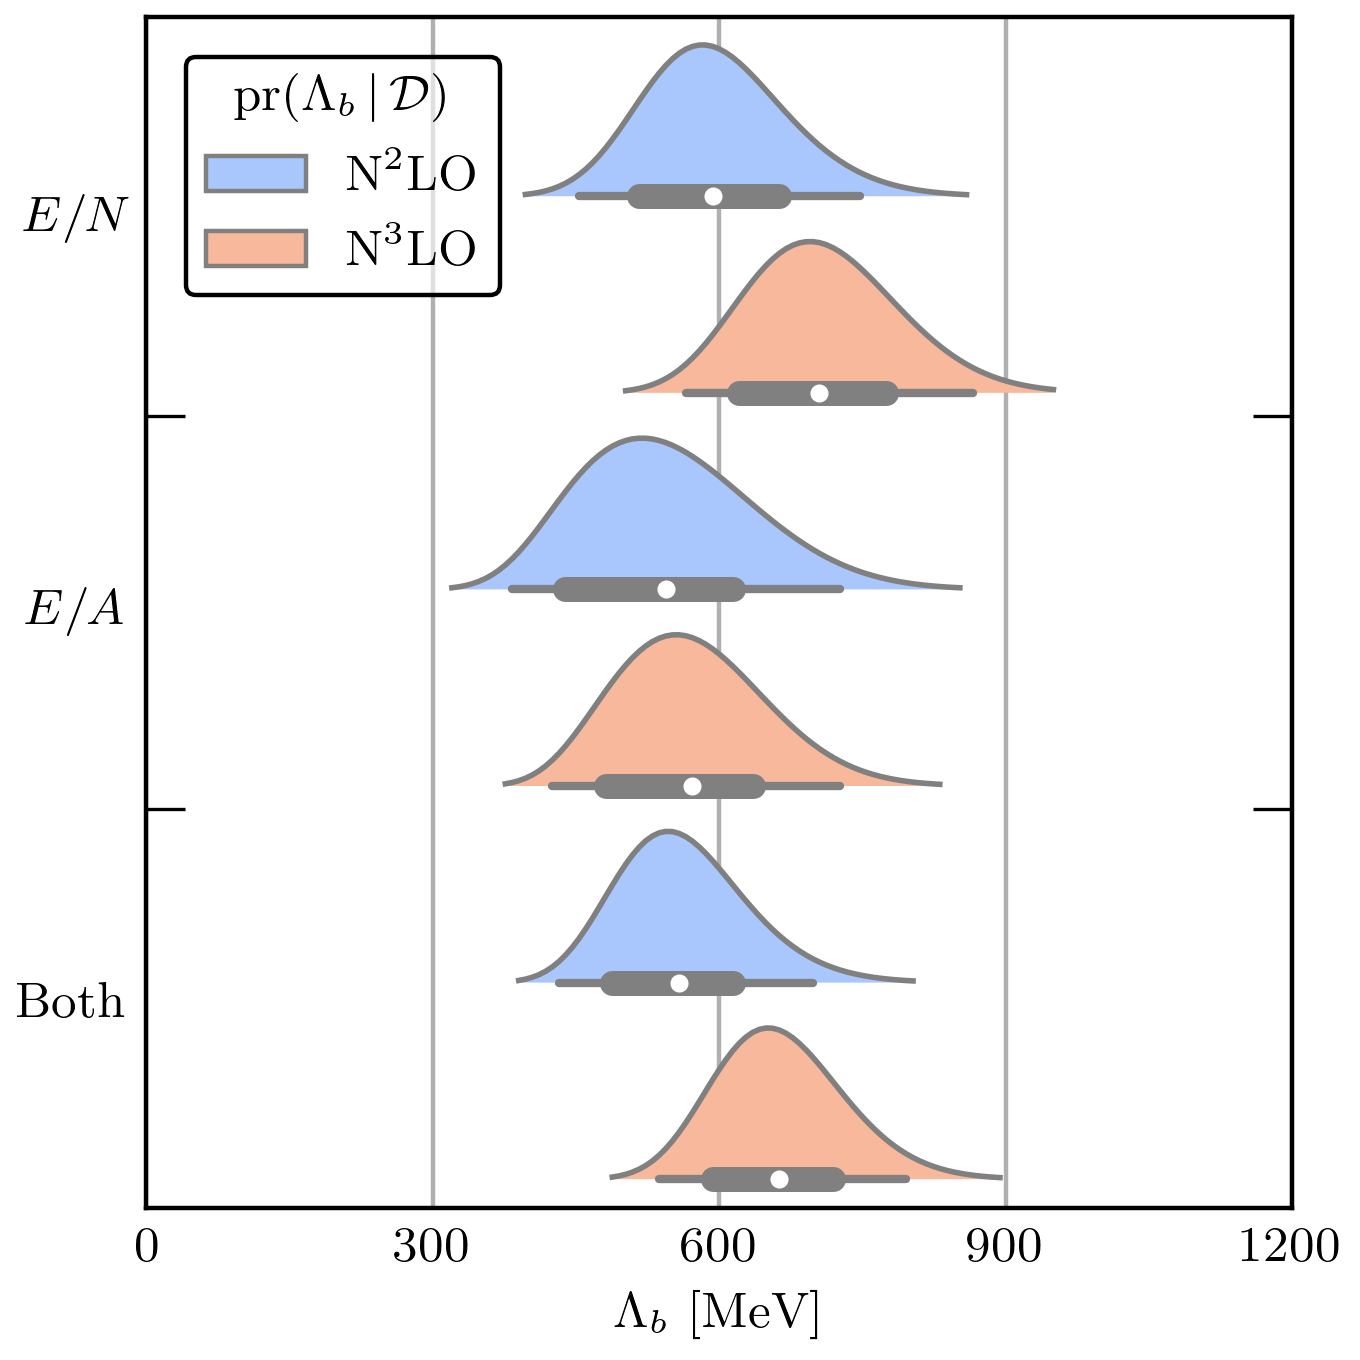 pr(Λ_b | 𝒟)
N²LO
N³LO
E/N
E/A
Both
0 300 600 900 1200
Λ_b [MeV]